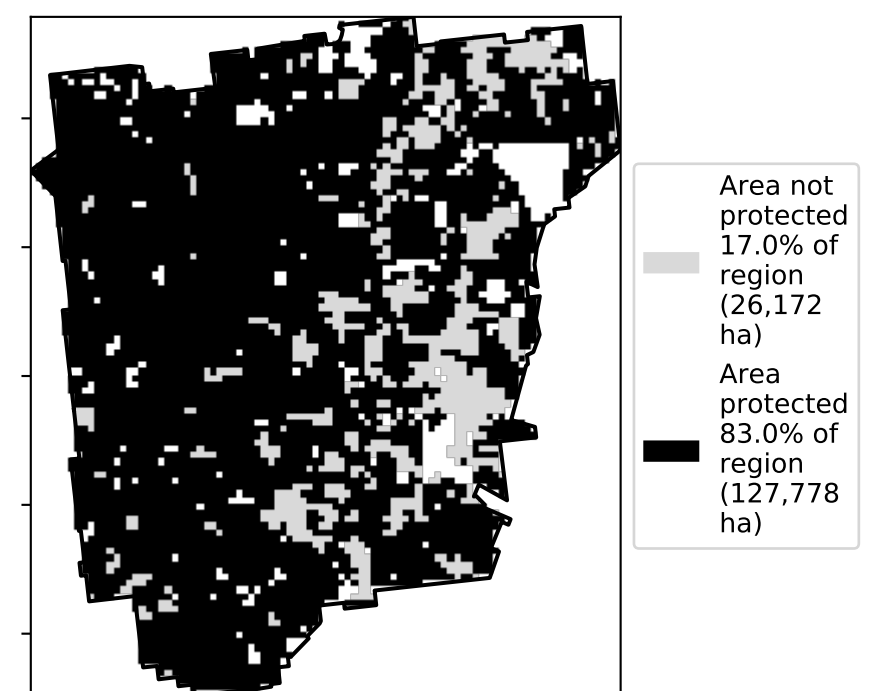 Area not
protected
17.0% of
region
(26,172
ha)
Area
protected
83.0% of
region
(127,778
ha)